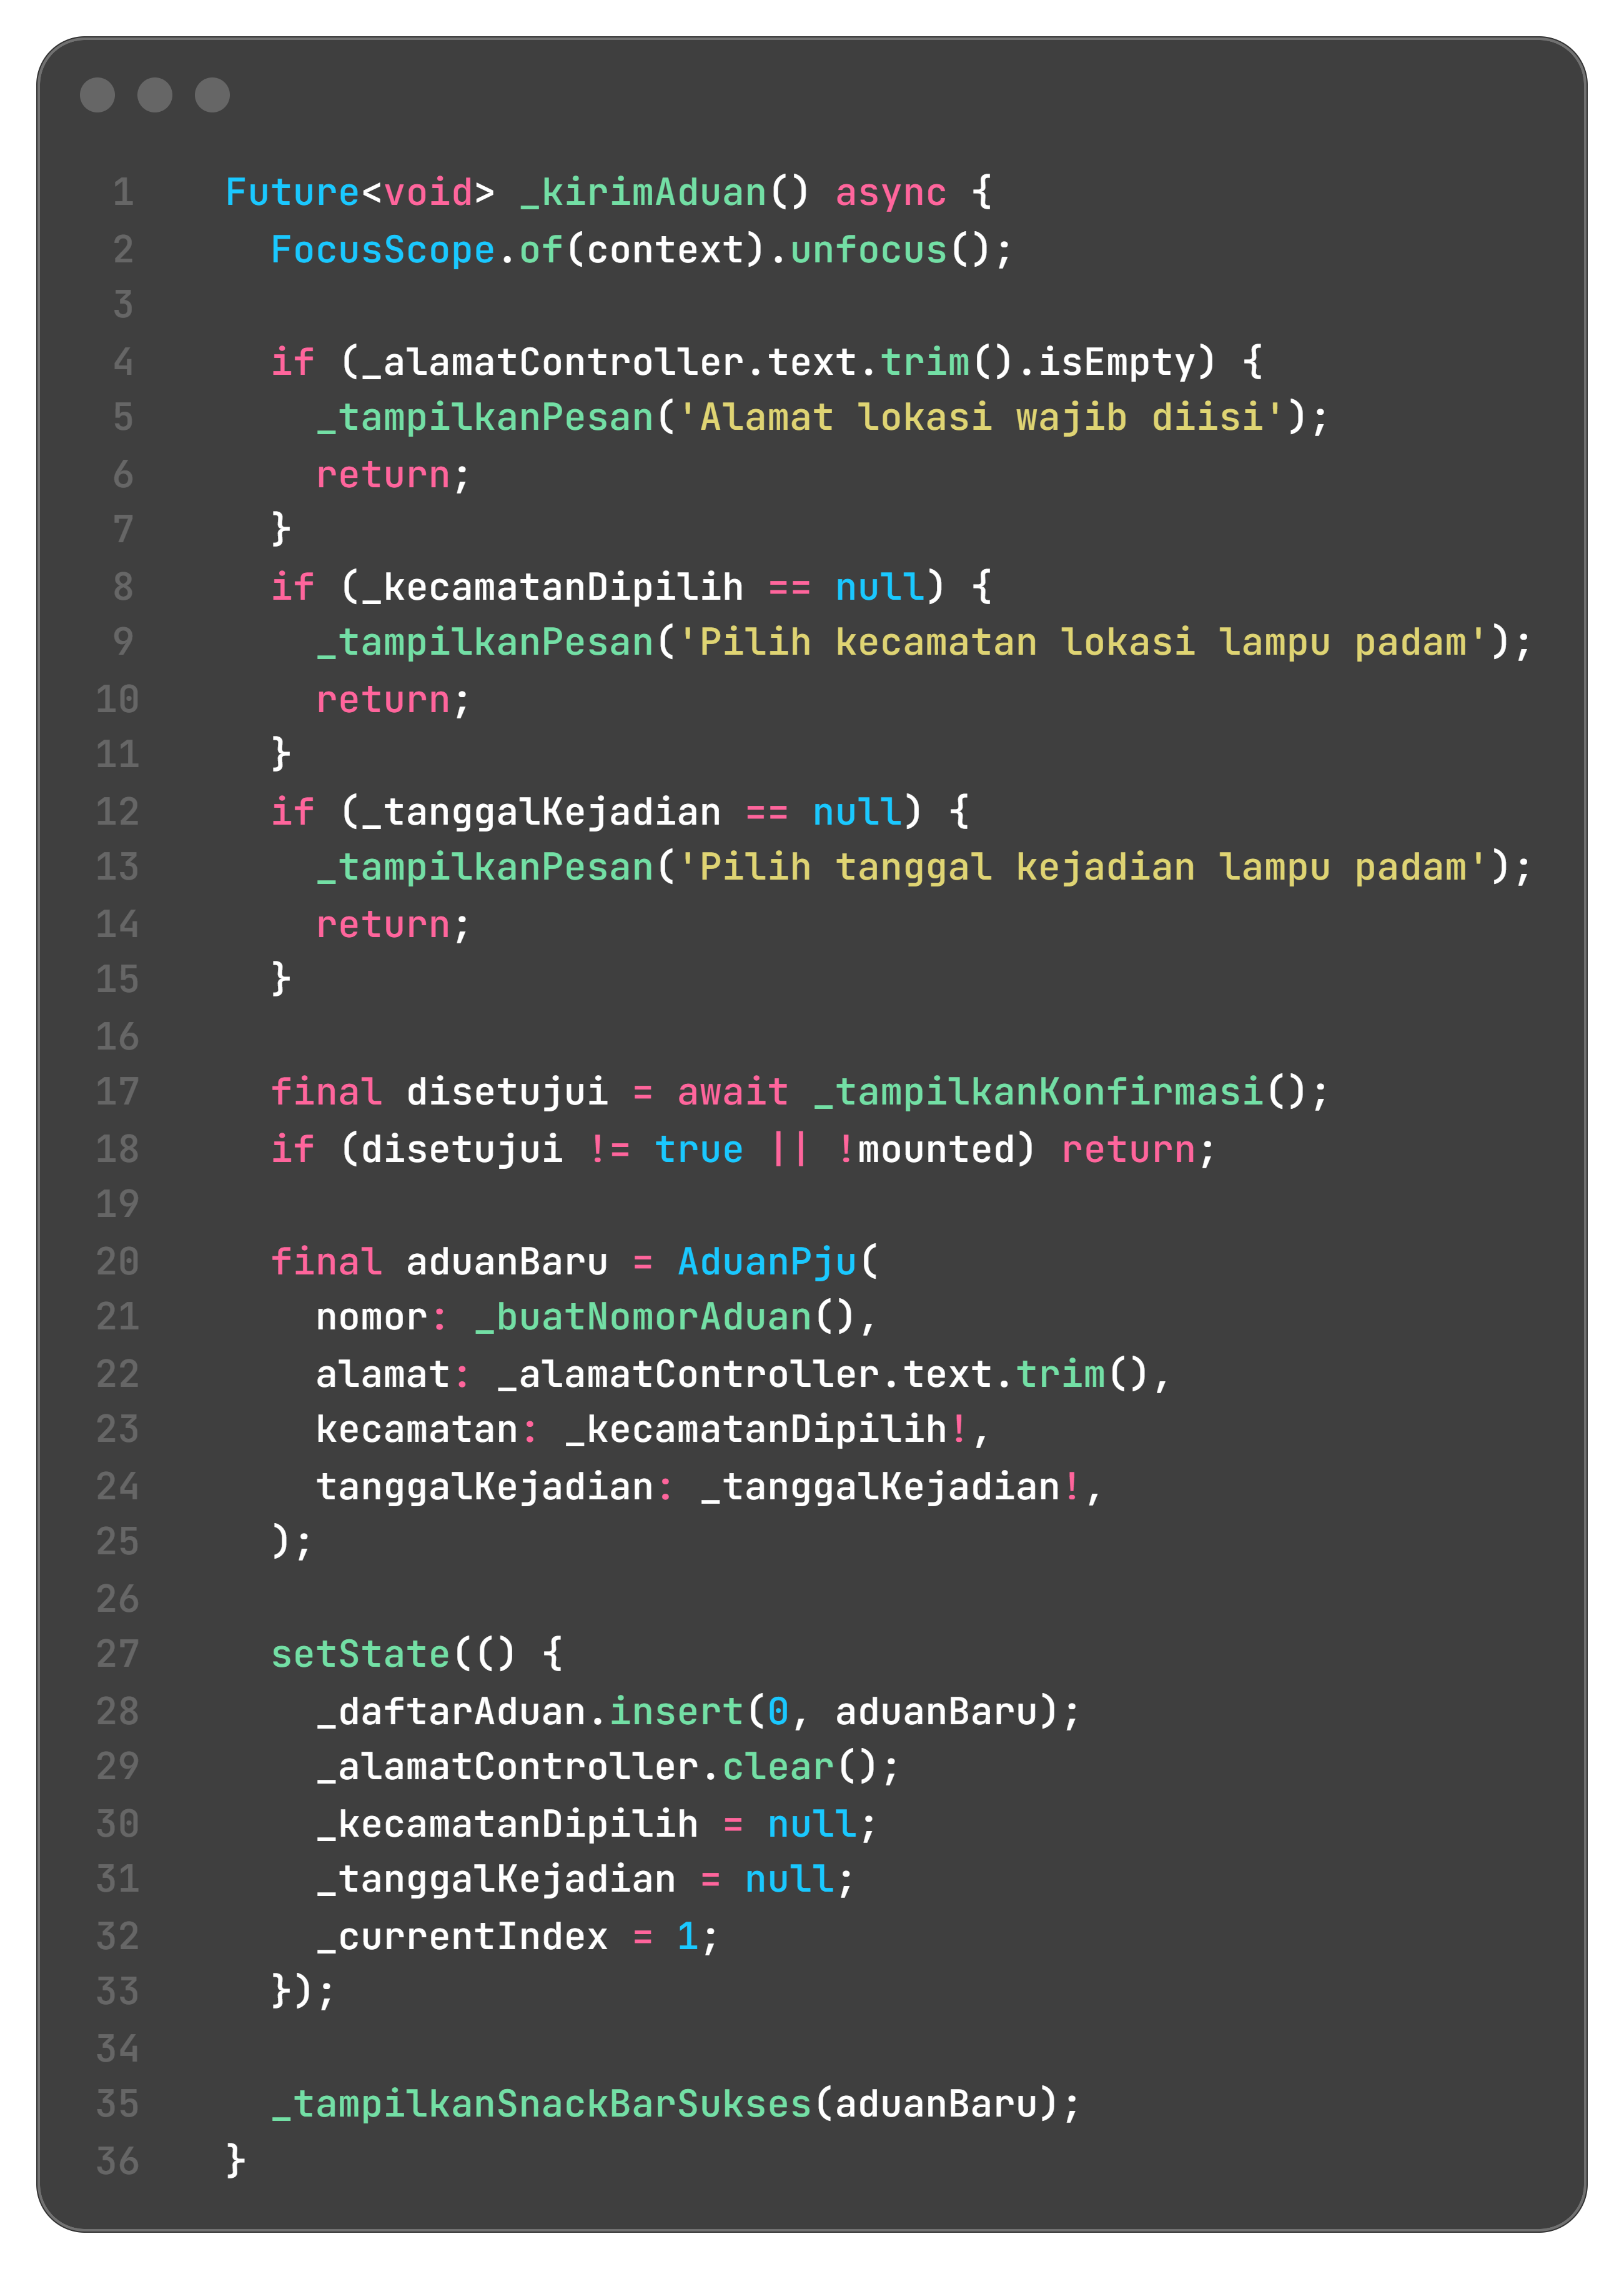 1 Future<void> _kirimAduan() async {
2 FocusScope.of(context).unfocus();
3
4 if (_alamatController.text.trim().isEmpty) {
5 _tampilkanPesan('Alamat lokasi wajib diisi');
6 return;
7 }
8 if (_kecamatanDipilih == null) {
9 _tampilkanPesan('Pilih kecamatan lokasi lampu padam');
10 return;
11 }
12 if (_tanggalKejadian == null) {
13 _tampilkanPesan('Pilih tanggal kejadian lampu padam');
14 return;
15 }
16
17 final disetujui = await _tampilkanKonfirmasi();
18 if (disetujui != true || !mounted) return;
19
20 final aduanBaru = AduanPju(
21 nomor: _buatNomorAduan(),
22 alamat: _alamatController.text.trim(),
23 kecamatan: _kecamatanDipilih!,
24 tanggalKejadian: _tanggalKejadian!,
25 );
26
27 setState(() {
28 _daftarAduan.insert(0, aduanBaru);
29 _alamatController.clear();
30 _kecamatanDipilih = null;
31 _tanggalKejadian = null;
32 _currentIndex = 1;
33 });
34
35 _tampilkanSnackBarSukses(aduanBaru);
36 }